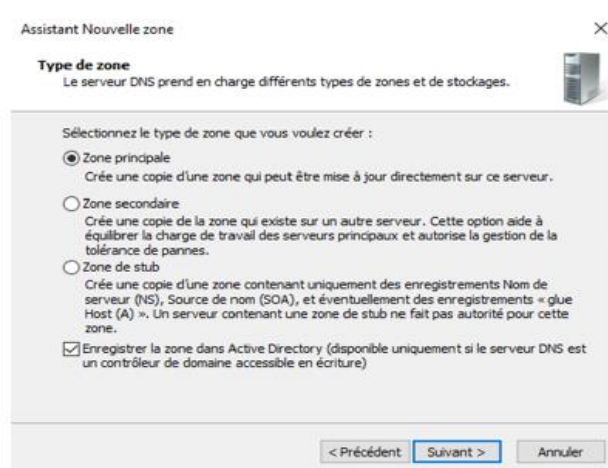 Assistant Nouvelle zone
Type de zone
Le serveur DNS prend en charge différents types de zones et de stockages.
Sélectionnez le type de zone que vous voulez créer :
Zone principale
Crée une copie d'une zone qui peut être mise à jour directement sur ce serveur.
Zone secondaire
Crée une copie de la zone qui existe sur un autre serveur. Cette option aide à
équilibrer la charge de travail des serveurs principaux et autorise la gestion de la
tolérance de pannes.
Zone de stub
Crée une copie d'une zone contenant uniquement des enregistrements Nom de
serveur (NS), Source de nom (SOA), et éventuellement des enregistrements « glue
Host (A) ». Un serveur contenant une zone de stub ne fait pas autorité pour cette
zone.
Enregistrer la zone dans Active Directory (disponible uniquement si le serveur DNS est
un contrôleur de domaine accessible en écriture)
< Précédent Suivant > Annuler